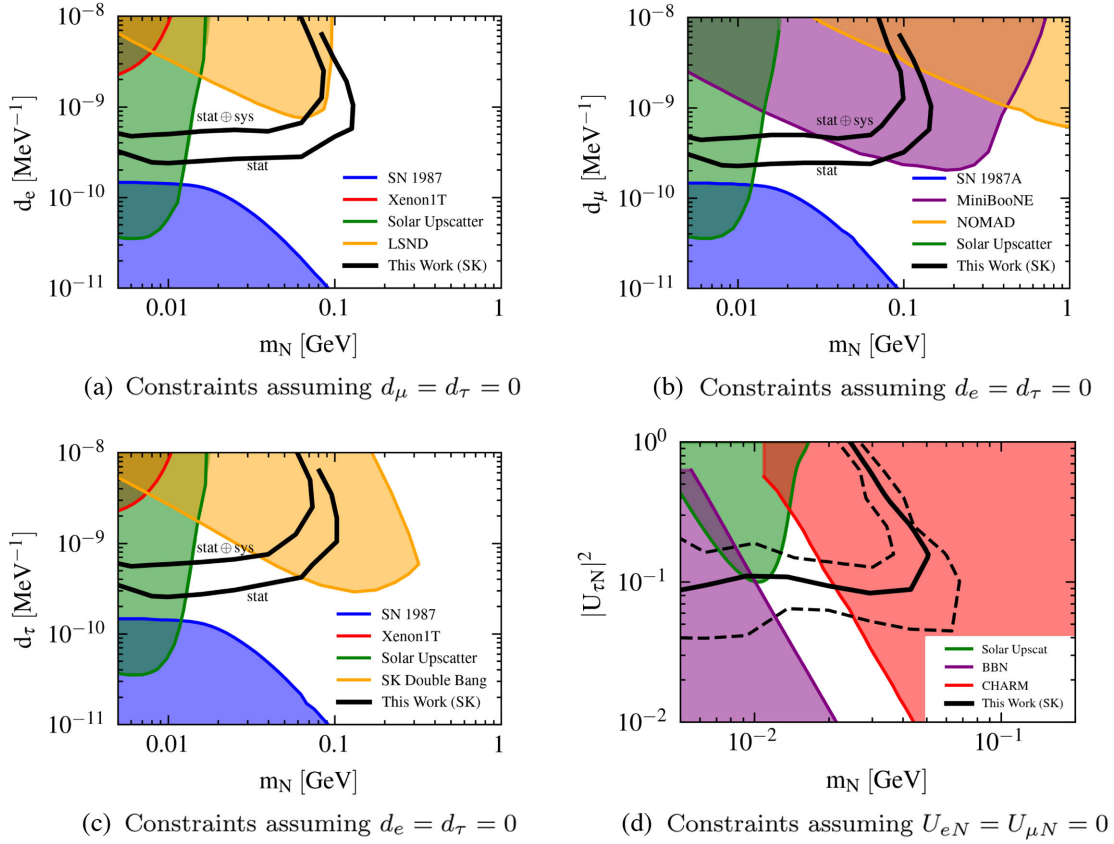 10⁻⁸
10⁻⁹
10⁻¹⁰
10⁻¹¹
d_e [MeV⁻¹]
stat ⊕ sys
stat
SN 1987
Xenon1T
Solar Upscatter
LSND
This Work (SK)
0.01 0.1 1
m_N [GeV]
(a) Constraints assuming d_μ = d_τ = 0
10⁻⁸
10⁻⁹
10⁻¹⁰
10⁻¹¹
d_μ [MeV⁻¹]
stat ⊕ sys
stat
SN 1987A
MiniBooNE
NOMAD
Solar Upscatter
This Work (SK)
0.01 0.1 1
m_N [GeV]
(b) Constraints assuming d_e = d_τ = 0
10⁻⁸
10⁻⁹
10⁻¹⁰
10⁻¹¹
d_τ [MeV⁻¹]
stat ⊕ sys
stat
SN 1987
Xenon1T
Solar Upscatter
SK Double Bang
This Work (SK)
0.01 0.1 1
m_N [GeV]
(c) Constraints assuming d_e = d_τ = 0
10⁰
10⁻¹
10⁻²
|U_τN|²
Solar Upscat
BBN
CHARM
This Work (SK)
10⁻² 10⁻¹
m_N [GeV]
(d) Constraints assuming U_eN = U_μN = 0